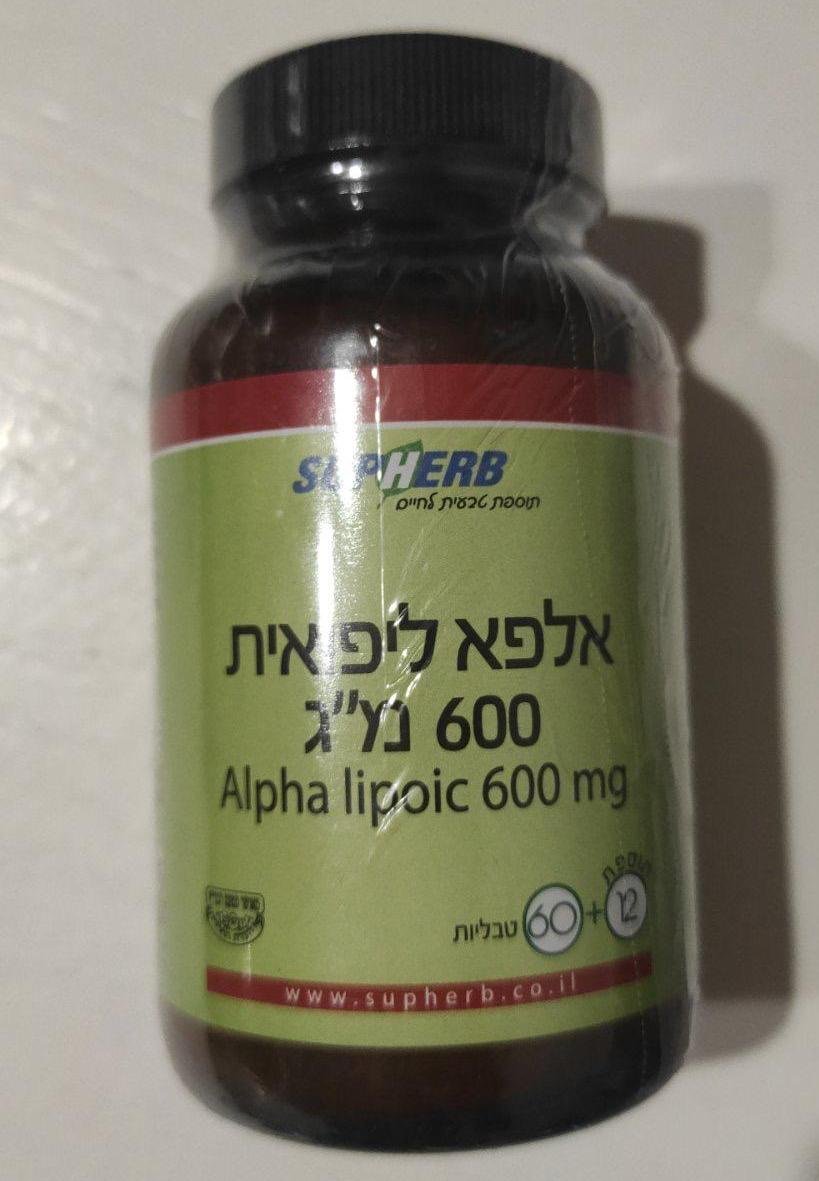 SUPHERB
תוספת טבעית לחיים
אלפא ליפואית
600 מ"ג
Alpha lipoic 600 mg
תוספת
12 + 60 טבליות
www.supherb.co.il